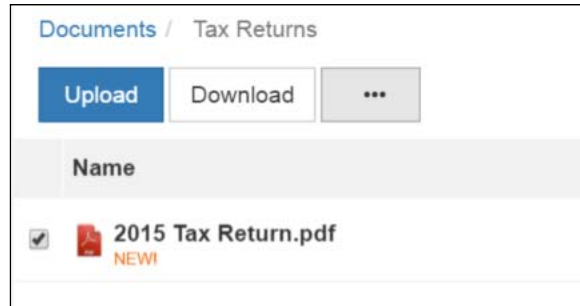 Documents / Tax Returns
Upload Download •••
Name
2015 Tax Return.pdf
NEW!